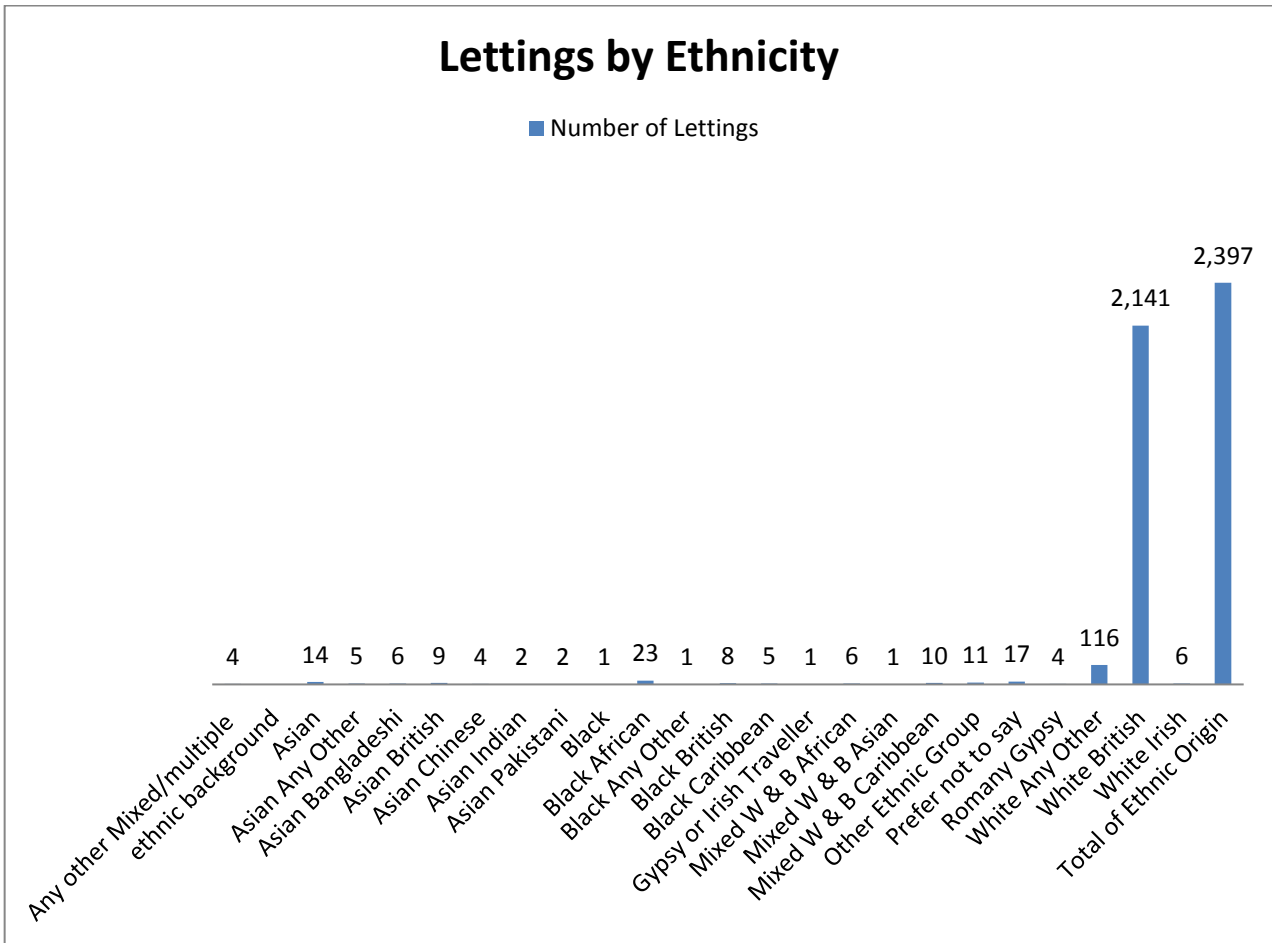 Lettings by Ethnicity
Number of Lettings
4
14
5
6
9
4
2
2
1
23
1
8
5
1
6
1
10
11
17
4
116
2,141
6
2,397
Any other Mixed/multiple
ethnic background
Asian
Asian Any Other
Asian Bangladeshi
Asian British
Asian Chinese
Asian Indian
Asian Pakistani
Black
Black African
Black Any Other
Black British
Black Caribbean
Gypsy or Irish Traveller
Mixed W & B African
Mixed W & Asian
Mixed W & B Caribbean
Other Ethnic Group
Prefer not to say
Romany Gypsy
White Any Other
White British
White Irish
Total of Ethnic Origin